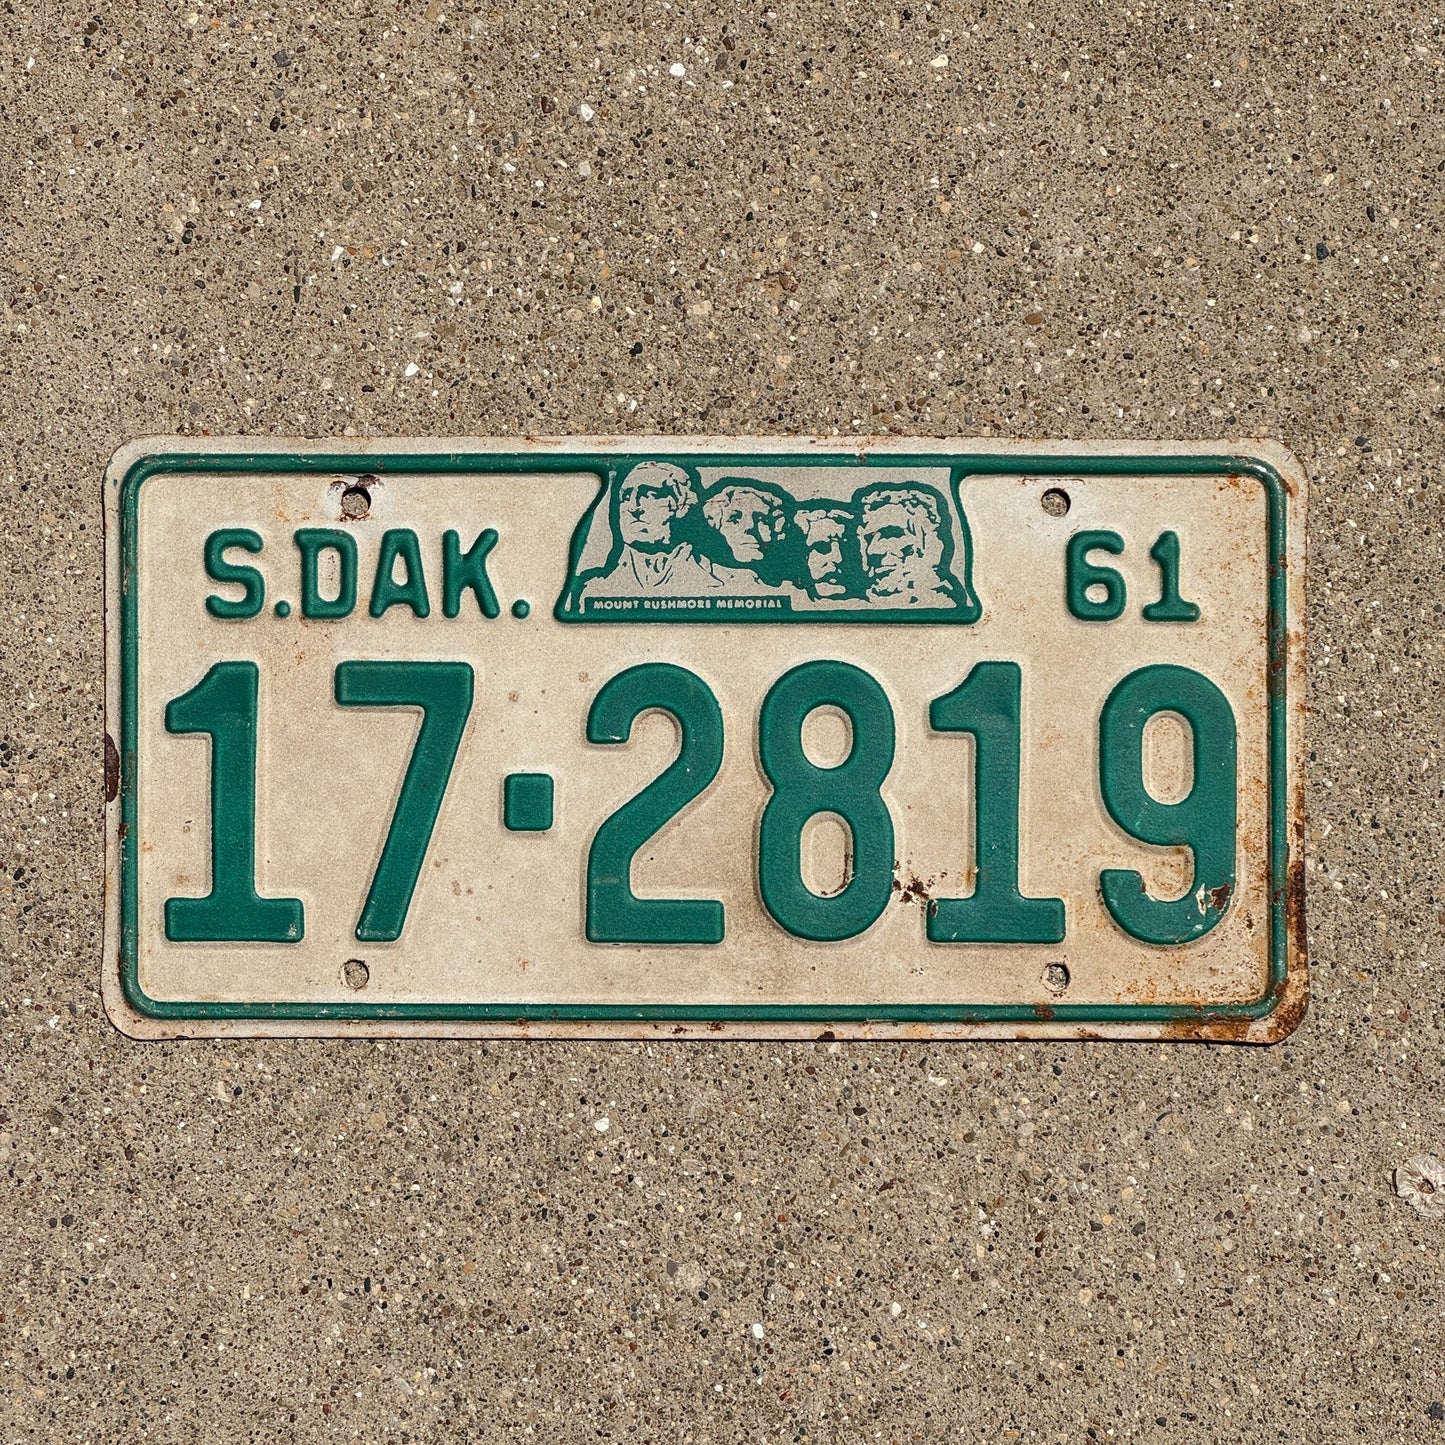 S.DAK.
MOUNT RUSHMORE MEMORIAL
61
17-2819